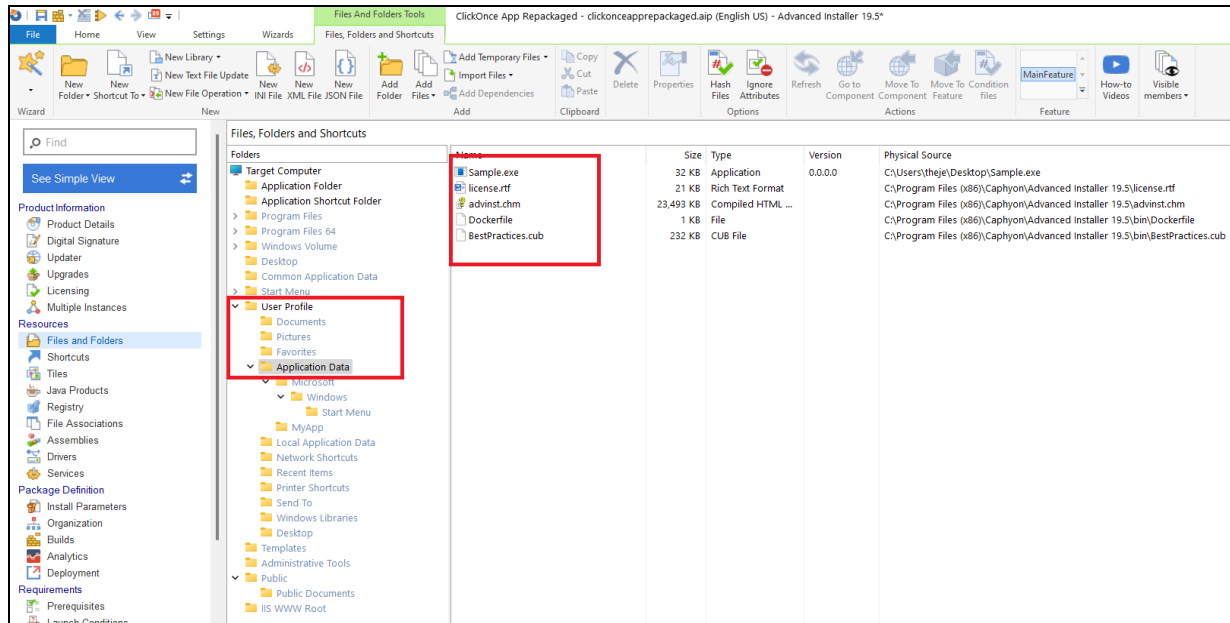 Files And Folders Tools
ClickOnce App Repackaged - clickonceapprepackaged.aip (English US) - Advanced Installer 19.5*
File Home View Settings Wizards Files, Folders and Shortcuts
New Library
New Text File Update
New File Operation
New Folder
New Shortcut To
New INI File
New XML File
New JSON File
Add Folder
Add Files
Add Temporary Files
Import Files
Add Dependencies
Copy
Cut
Paste
Delete
Properties
Hash Files
Ignore Attributes
Refresh
Go to Component
Move To Component
Move To Feature
Condition files
MainFeature
How-to Videos
Visible members
Wizard New Add Clipboard Options Actions Feature
Find
See Simple View
Product Information
Product Details
Digital Signature
Updater
Upgrades
Licensing
Multiple Instances
Resources
Files and Folders
Shortcuts
Tiles
Java Products
Registry
File Associations
Assemblies
Drivers
Services
Package Definition
Install Parameters
Organization
Builds
Analytics
Deployment
Requirements
Prerequisites
Launch Conditions
Files, Folders and Shortcuts
Folders
Target Computer
Application Folder
Application Shortcut Folder
Program Files
Program Files 64
Windows Volume
Desktop
Common Application Data
Start Menu
User Profile
Documents
Pictures
Favorites
Application Data
Microsoft
Windows
Start Menu
MyApp
Local Application Data
Network Shortcuts
Recent Items
Printer Shortcuts
Send To
Windows Libraries
Desktop
Templates
Administrative Tools
Public
Public Documents
IIS WWW Root
Name Size Type Version Physical Source
Sample.exe 32 KB Application 0.0.0.0 C:\Users\theje\Desktop\Sample.exe
license.rtf 21 KB Rich Text Format C:\Program Files (x86)\Caphyon\Advanced Installer 19.5\license.rtf
advinst.chm 23,493 KB Compiled HTML ... C:\Program Files (x86)\Caphyon\Advanced Installer 19.5\advinst.chm
Dockerfile 1 KB File C:\Program Files (x86)\Caphyon\Advanced Installer 19.5\bin\Dockerfile
BestPractices.cub 232 KB CUB File C:\Program Files (x86)\Caphyon\Advanced Installer 19.5\bin\BestPractices.cub